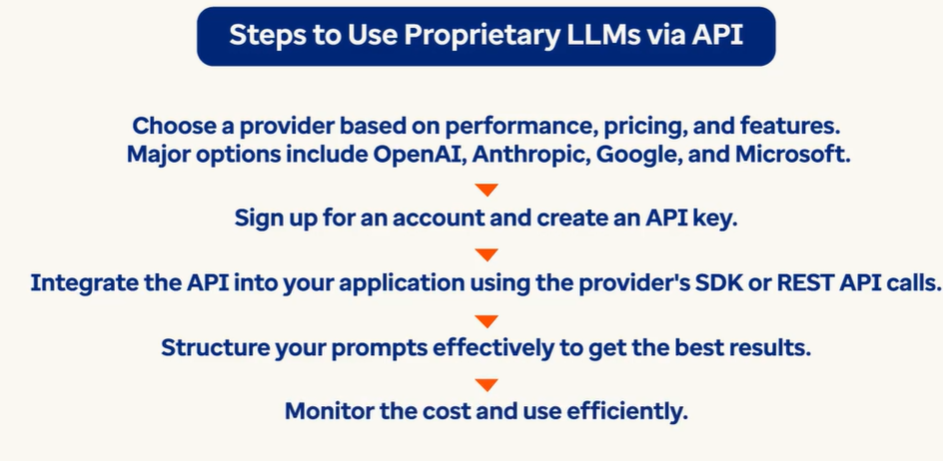 Steps to Use Proprietary LLMs via API
Choose a provider based on performance, pricing, and features.
Major options include OpenAI, Anthropic, Google, and Microsoft.
Sign up for an account and create an API key.
Integrate the API into your application using the provider's SDK or REST API calls.
Structure your prompts effectively to get the best results.
Monitor the cost and use efficiently.